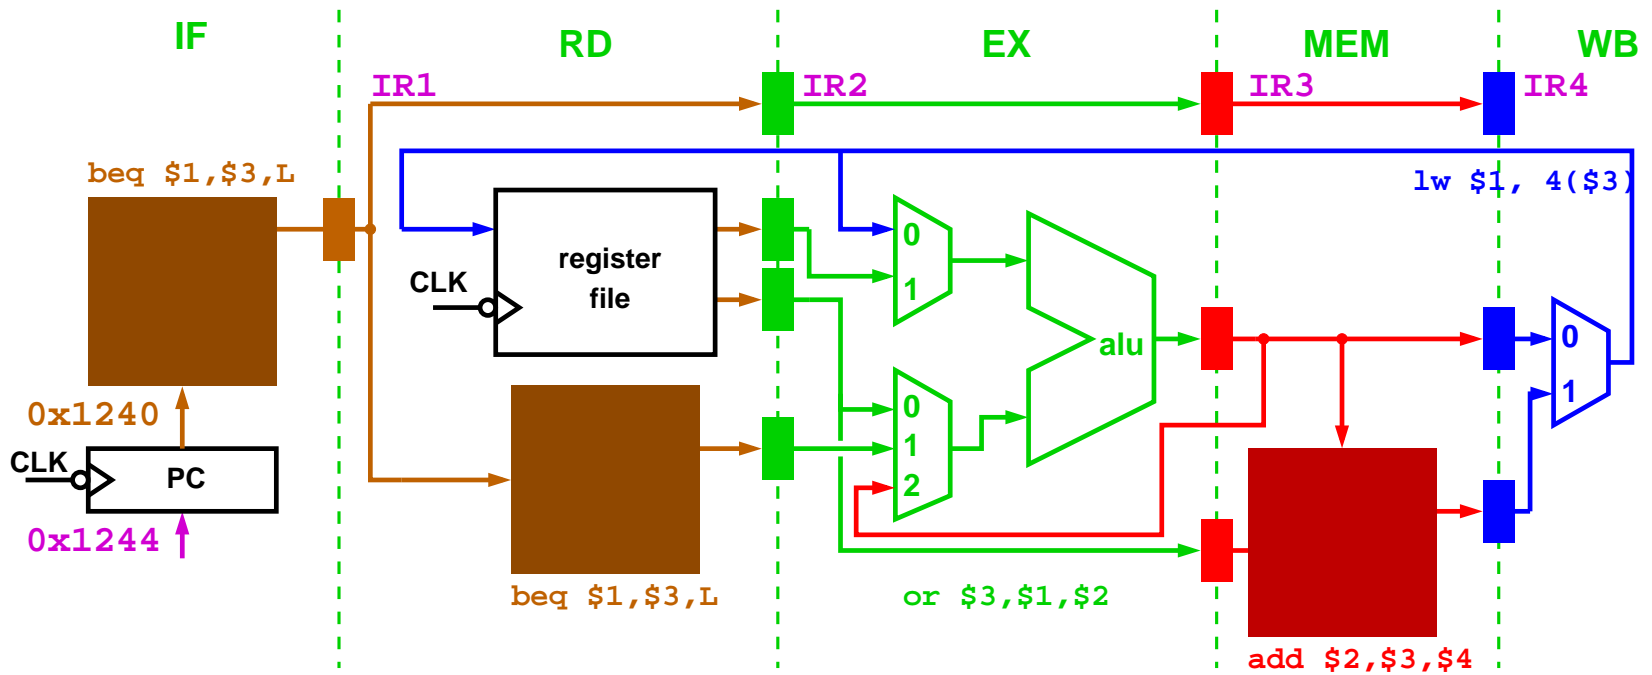 IF
RD
EX
MEM
WB
IR1
IR2
IR3
IR4
beq $1,$3,L
lw $1, 4($3)
register
file
CLK
0
1
alu
0
1
0x1240
0
1
2
CLK
PC
0x1244
beq $1,$3,L
or $3,$1,$2
add $2,$3,$4